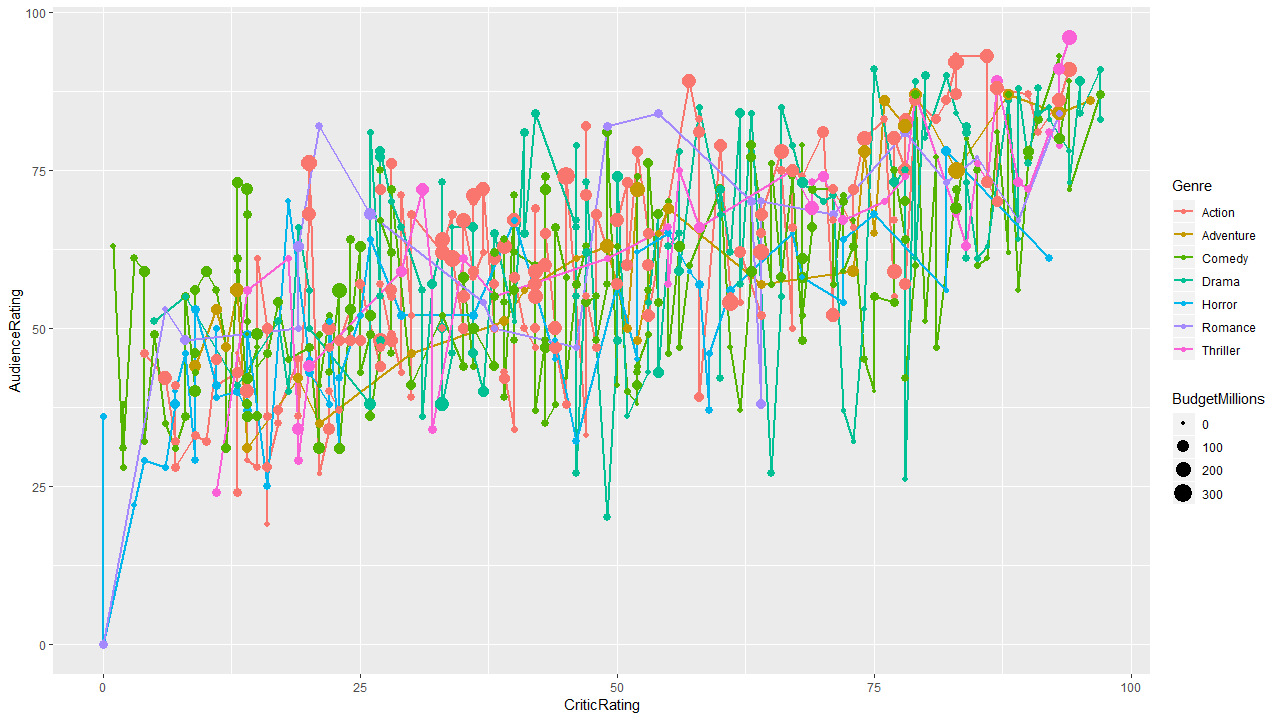 100
75
50
25
0
AudienceRating
0
25
50
75
100
CriticRating
Genre
Action
Adventure
Comedy
Drama
Horror
Romance
Thriller
BudgetMillions
0
100
200
300